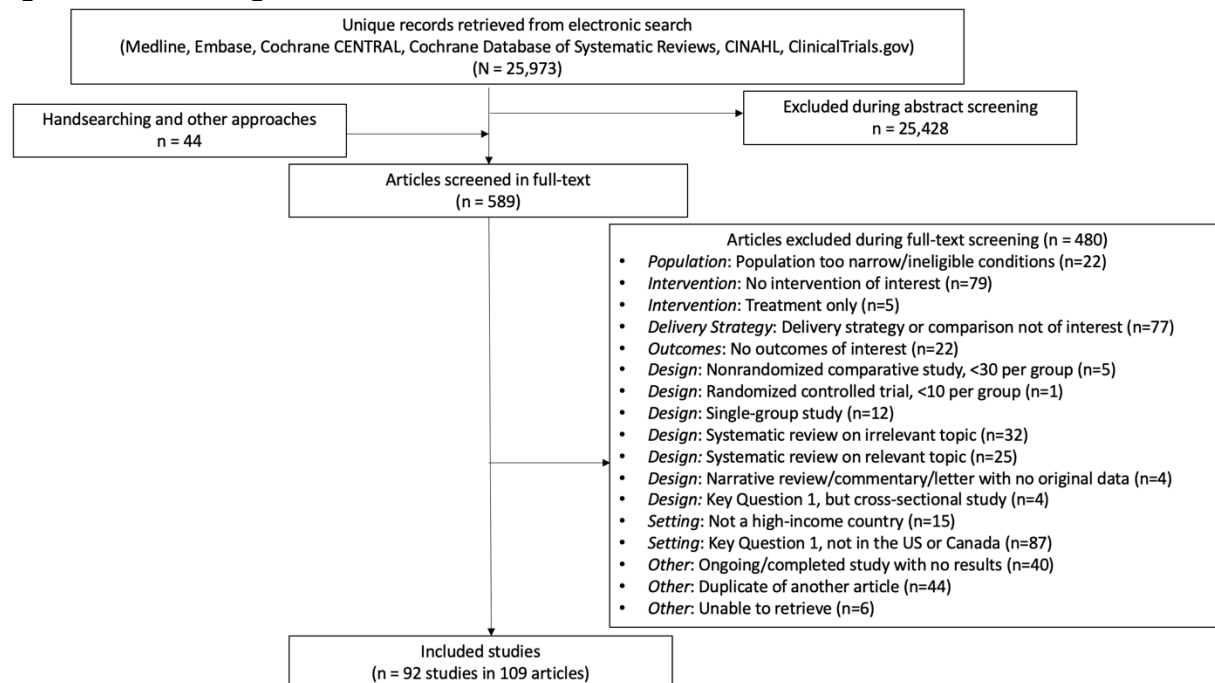 Unique records retrieved from electronic search
(Medline, Embase, Cochrane CENTRAL, Cochrane Database of Systematic Reviews, CINAHL, ClinicalTrials.gov)
(N = 25,973)
Handsearching and other approaches
n = 44
Excluded during abstract screening
n = 25,428
Articles screened in full-text
(n = 589)
Articles excluded during full-text screening (n = 480)
• Population: Population too narrow/ineligible conditions (n=22)
• Intervention: No intervention of interest (n=79)
• Intervention: Treatment only (n=5)
• Delivery Strategy: Delivery strategy or comparison not of interest (n=77)
• Outcomes: No outcomes of interest (n=22)
• Design: Nonrandomized comparative study, <30 per group (n=5)
• Design: Randomized controlled trial, <10 per group (n=1)
• Design: Single-group study (n=12)
• Design: Systematic review on irrelevant topic (n=32)
• Design: Systematic review on relevant topic (n=25)
• Design: Narrative review/commentary/letter with no original data (n=4)
• Design: Key Question 1, but cross-sectional study (n=4)
• Setting: Not a high-income country (n=15)
• Setting: Key Question 1, not in the US or Canada (n=87)
• Other: Ongoing/completed study with no results (n=40)
• Other: Duplicate of another article (n=44)
• Other: Unable to retrieve (n=6)
Included studies
(n = 92 studies in 109 articles)